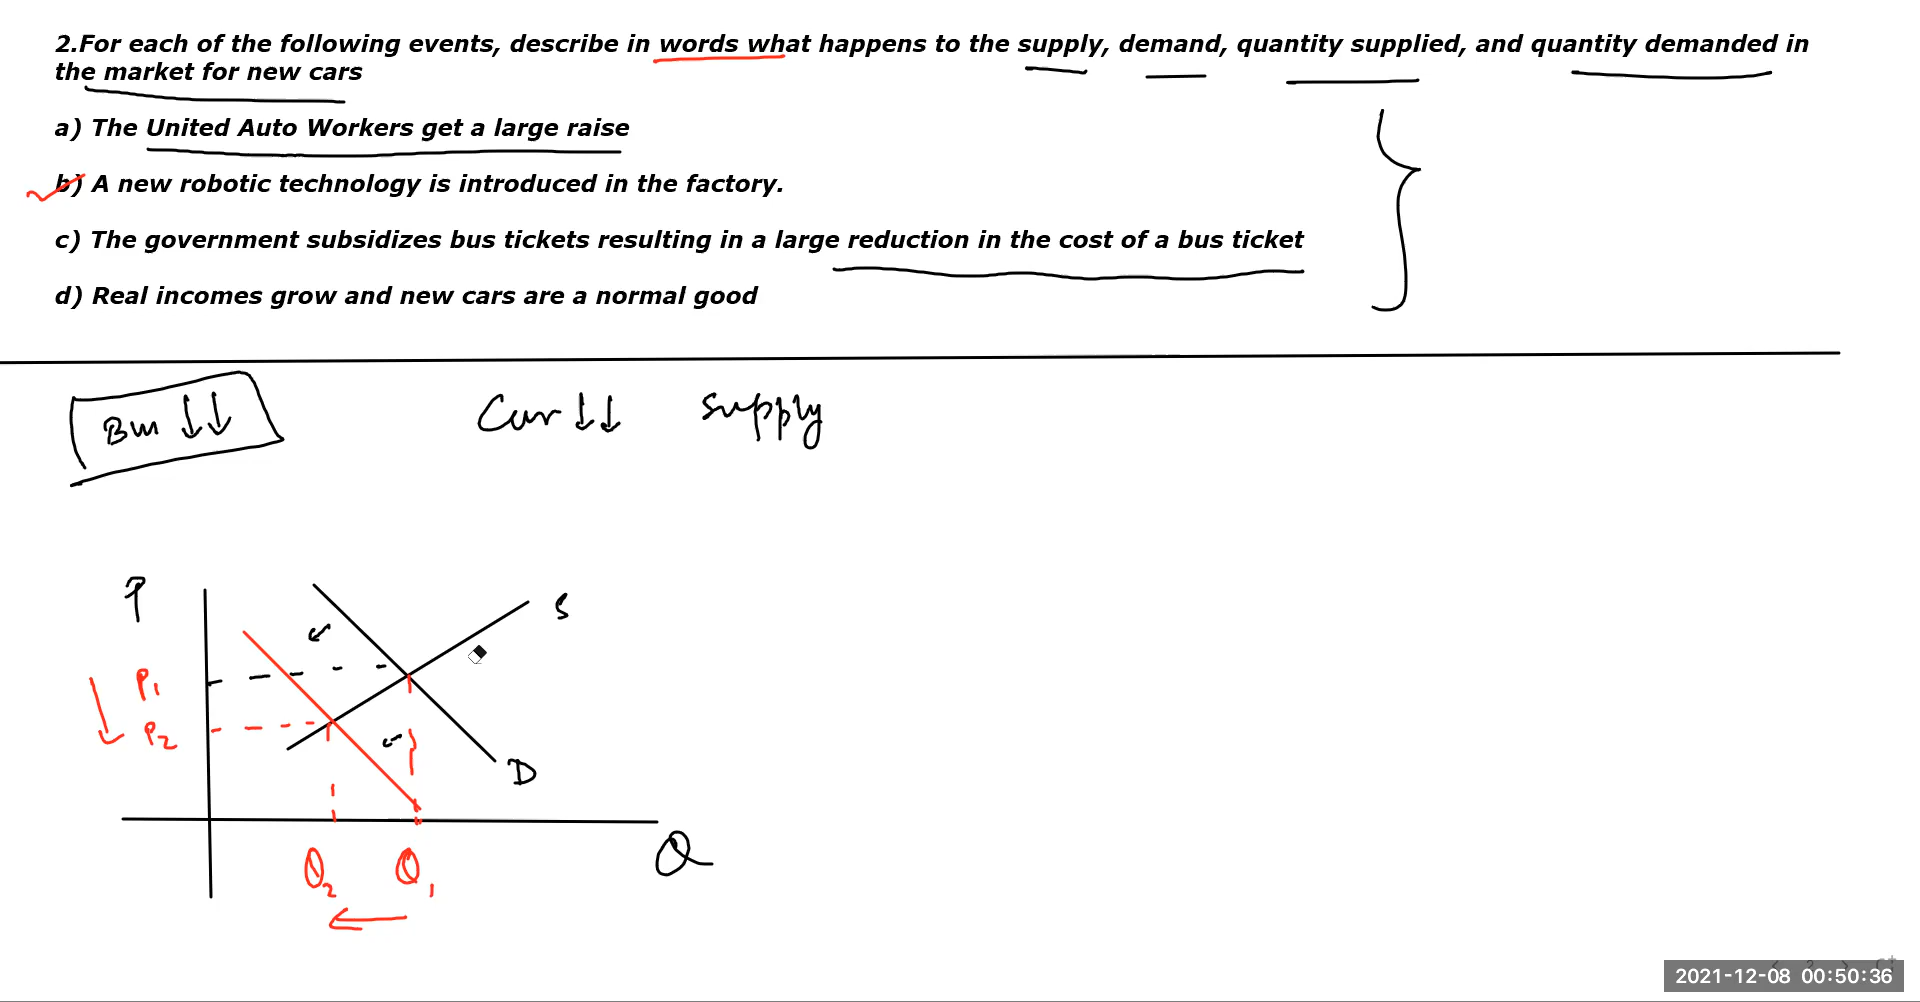 2.For each of the following events, describe in words what happens to the supply, demand, quantity supplied, and quantity demanded in
the market for new cars
a) The United Auto Workers get a large raise
b) A new robotic technology is introduced in the factory.
c) The government subsidizes bus tickets resulting in a large reduction in the cost of a bus ticket
d) Real incomes grow and new cars are a normal good
↓↓ Car ↓↓ supply
P
S
P1
P2
D
Q2 Q1 Q
2021-12-08 00:50:36